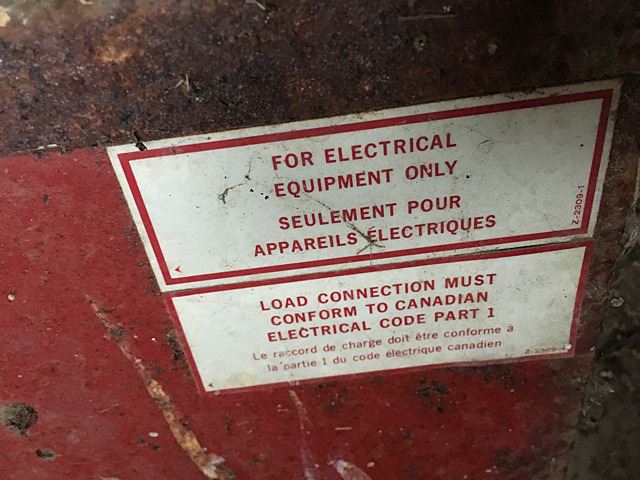 FOR ELECTRICAL
EQUIPMENT ONLY
SEULEMENT POUR
APPAREILS ÉLECTRIQUES
Z-2309-1
LOAD CONNECTION MUST
CONFORM TO CANADIAN
ELECTRICAL CODE PART 1
Le raccord de charge doit être conforme à
la partie 1 du code électrique canadien